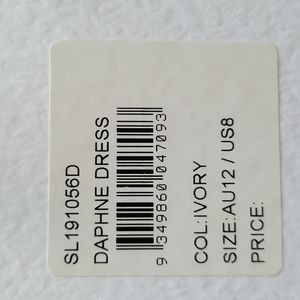 SL191056D
DAPHNE DRESS
9 349860 047093
COL:IVORY
SIZE:AU12 / US8
PRICE: